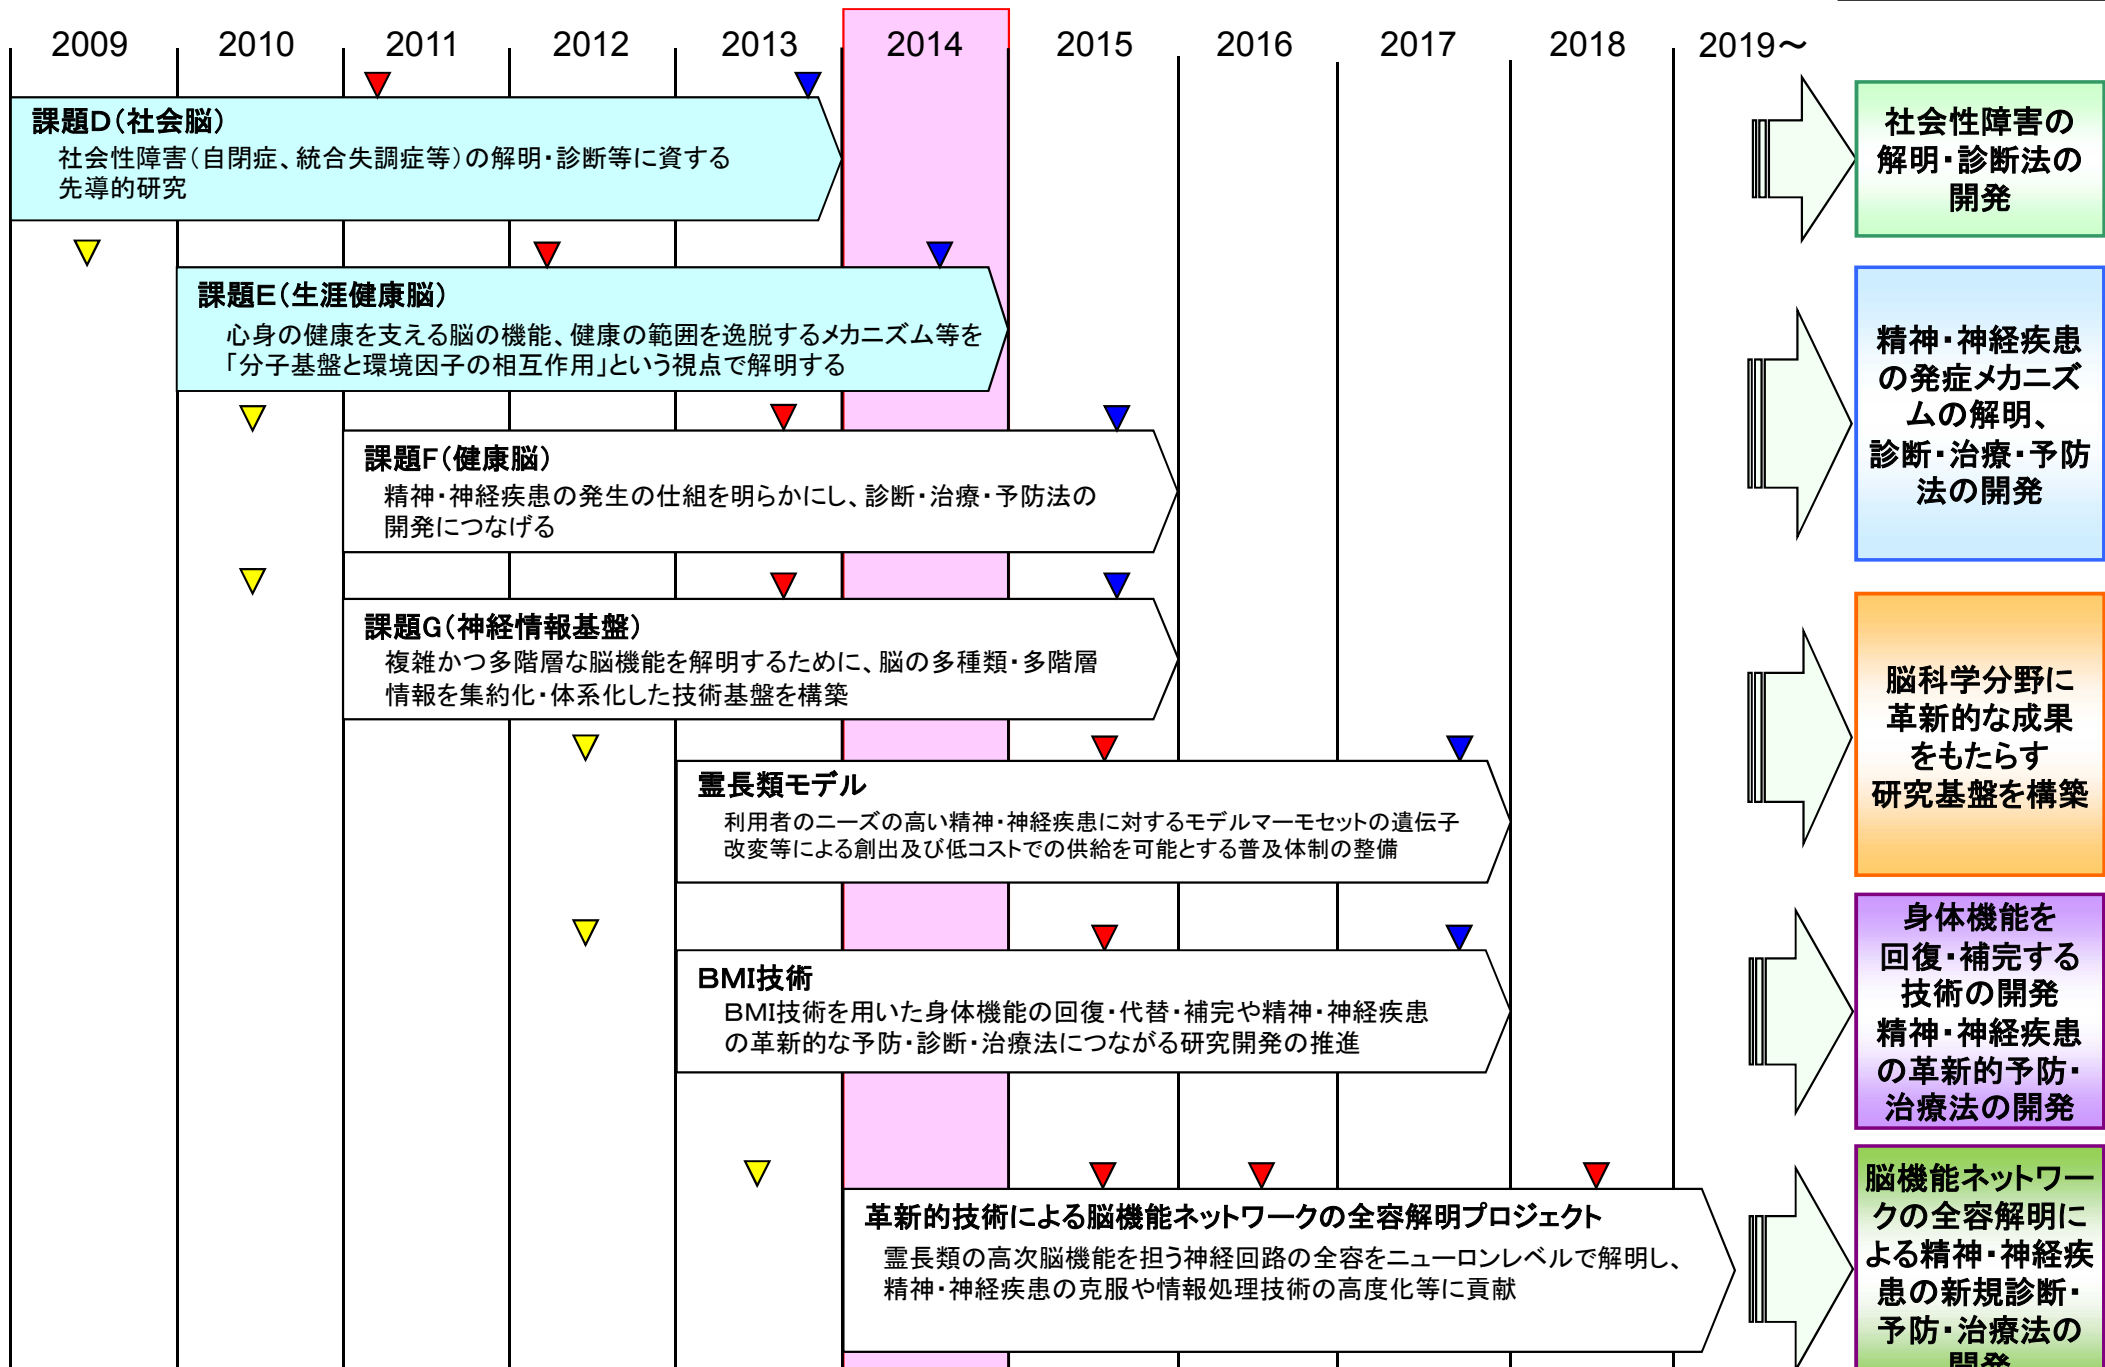 2009 2010 2011 2012 2013 2014 2015 2016 2017 2018 2019～
課題D（社会脳）
社会性障害（自閉症、統合失調症等）の解明・診断等に資する
先導的研究
社会性障害の
解明・診断法の
開発
課題E（生涯健康脳）
心身の健康を支える脳の機能、健康の範囲を逸脱するメカニズム等を
「分子基盤と環境因子の相互作用」という視点で解明する
精神・神経疾患
の発症メカニズ
ムの解明、
診断・治療・予防
法の開発
課題F（健康脳）
精神・神経疾患の発生の仕組を明らかにし、診断・治療・予防法の
開発につなげる
課題G（神経情報基盤）
複雑かつ多階層な脳機能を解明するために、脳の多種類・多階層
情報を集約化・体系化した技術基盤を構築
脳科学分野に
革新的な成果
をもたらす
研究基盤を構築
霊長類モデル
利用者のニーズの高い精神・神経疾患に対するモデルマーモセットの遺伝子
改変等による創出及び低コストでの供給を可能とする普及体制の整備
BMI技術
BMI技術を用いた身体機能の回復・代替・補完や精神・神経疾患
の革新的な予防・診断・治療法につながる研究開発の推進
身体機能を
回復・補完する
技術の開発
精神・神経疾患
の革新的予防・
治療法の開発
革新的技術による脳機能ネットワークの全容解明プロジェクト
霊長類の高次脳機能を担う神経回路の全容をニューロンレベルで解明し、
精神・神経疾患の克服や情報処理技術の高度化等に貢献
脳機能ネットワー
クの全容解明に
よる精神・神経疾
患の新規診断・
予防・治療法の
開発